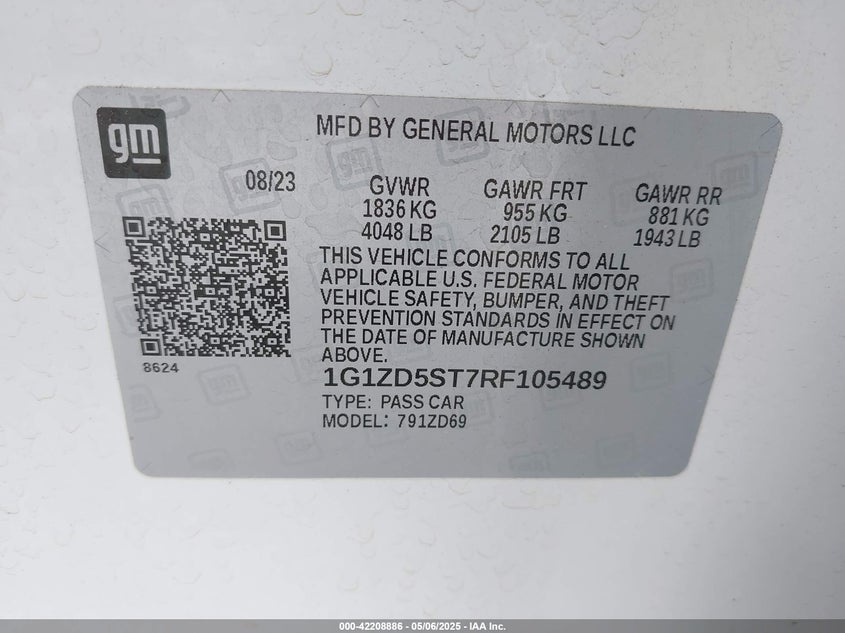 gm
MFD BY GENERAL MOTORS LLC
08/23 GVWR GAWR FRT GAWR RR
1836 KG 955 KG 881 KG
4048 LB 2105 LB 1943 LB
THIS VEHICLE CONFORMS TO ALL
APPLICABLE U.S. FEDERAL MOTOR
VEHICLE SAFETY, BUMPER, AND THEFT
PREVENTION STANDARDS IN EFFECT ON
THE DATE OF MANUFACTURE SHOWN
ABOVE.
8624
1G1ZD5ST7RF105489
TYPE: PASS CAR
MODEL: 791ZD69
000-42208886 - 05/06/2025 - IAA Inc.